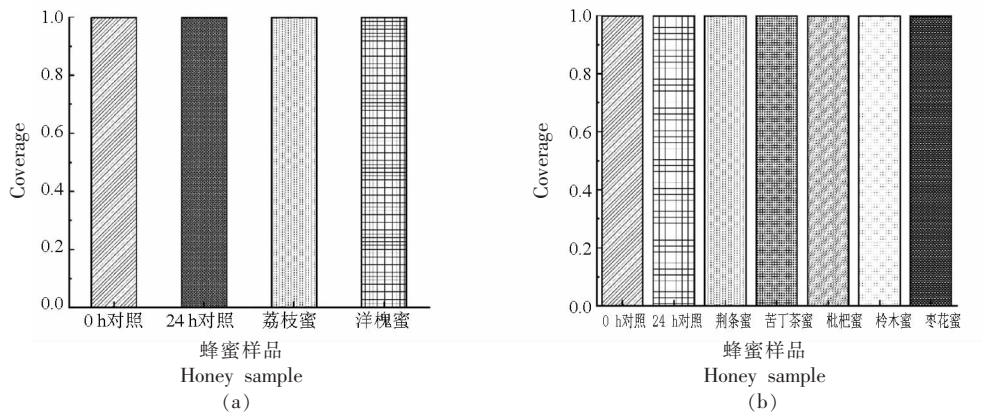 1.0
0.8
0.6
0.4
0.2
0.0
Coverage
0 h对照 24 h对照 荔枝蜜 洋槐蜜
蜂蜜样品
Honey sample
(a)
1.0
0.8
0.6
0.4
0.2
0.0
Coverage
0 h对照 24 h对照 荆条蜜 苦丁茶蜜 枇杷蜜 柃木蜜 枣花蜜
蜂蜜样品
Honey sample
(b)